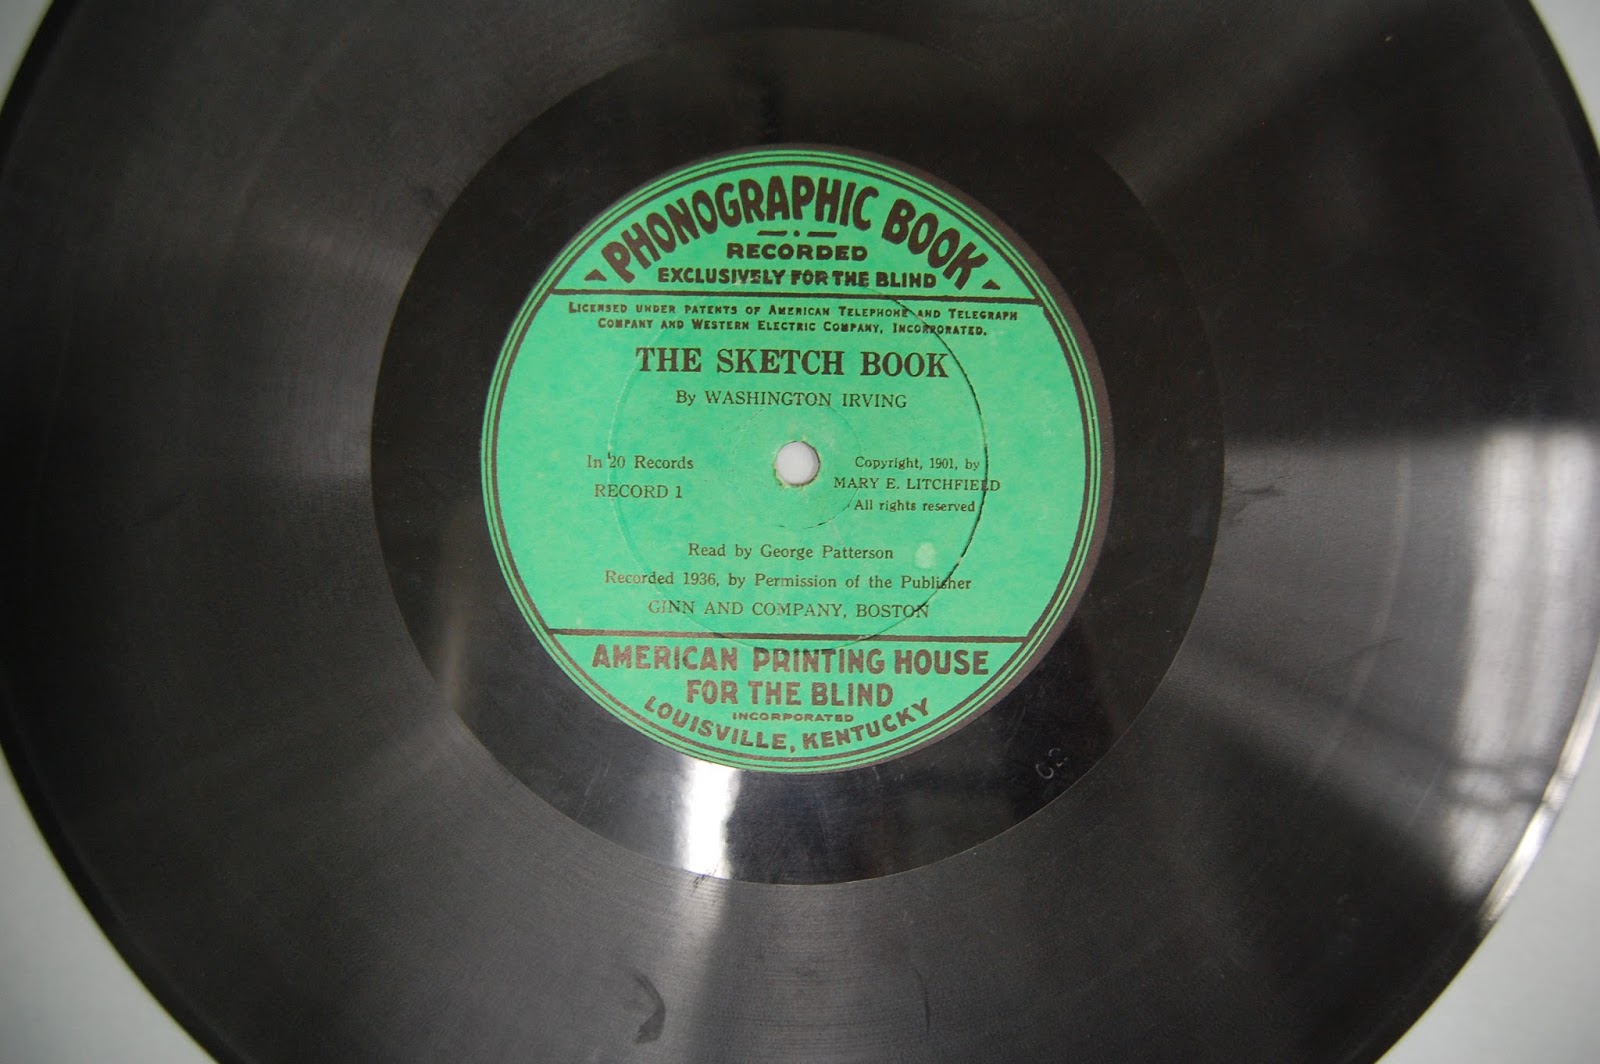 PHONOGRAPHIC BOOK
RECORDED
EXCLUSIVELY FOR THE BLIND
LICENSED UNDER PATENTS OF AMERICAN TELEPHONE AND TELEGRAPH
COMPANY AND WESTERN ELECTRIC COMPANY, INCORPORATED.
THE SKETCH BOOK
By WASHINGTON IRVING
In 20 Records
RECORD 1
Copyright, 1901, by
MARY E. LITCHFIELD
All rights reserved
Read by George Patterson
Recorded 1936, by Permission of the Publisher
GINN AND COMPANY, BOSTON
AMERICAN PRINTING HOUSE
FOR THE BLIND
INCORPORATED
LOUISVILLE, KENTUCKY